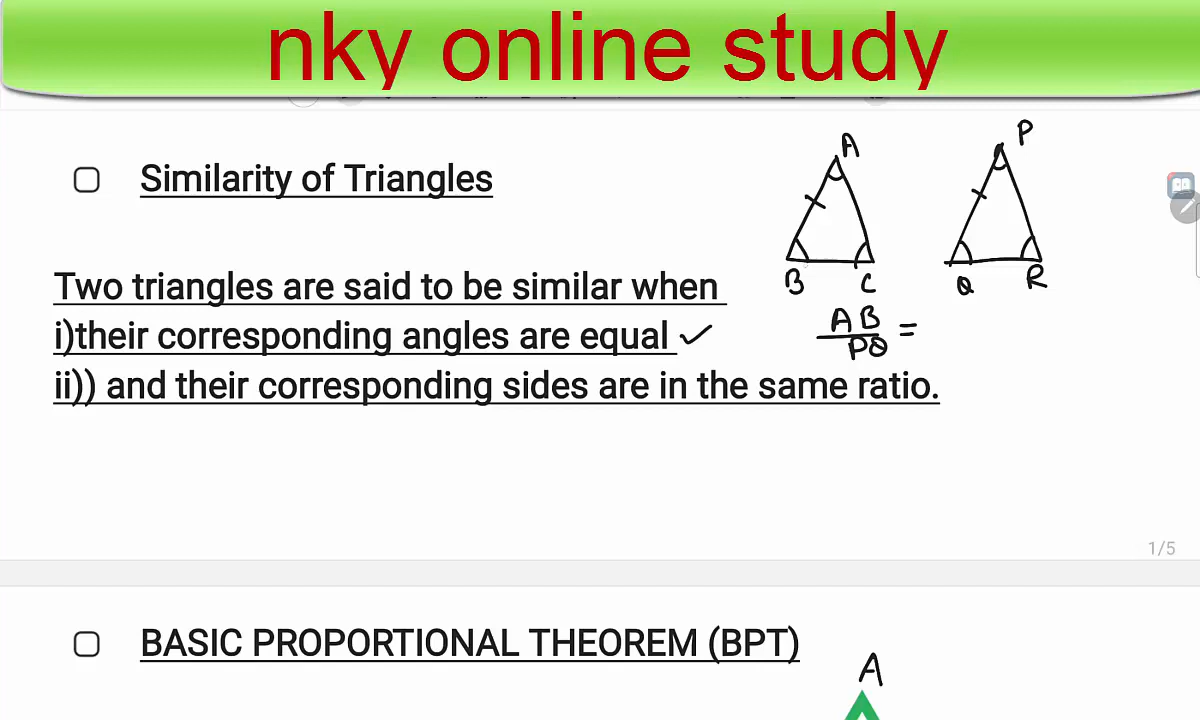 nky online study
Similarity of Triangles
A
P
B
C
Q
R
Two triangles are said to be similar when
i)their corresponding angles are equal ✓
AB
PQ
=
ii)) and their corresponding sides are in the same ratio.
1/5
BASIC PROPORTIONAL THEOREM (BPT)
A